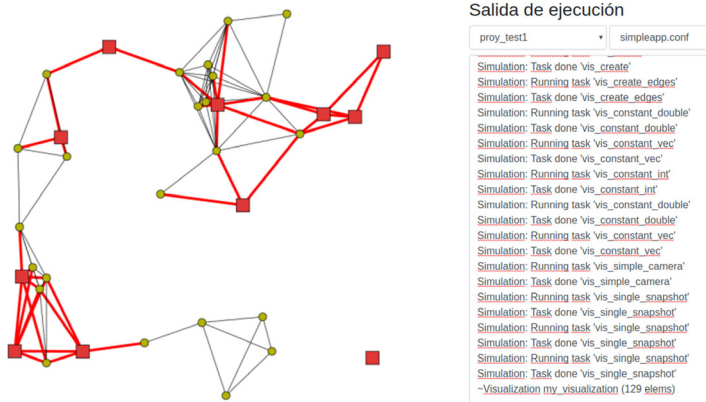 Salida de ejecución
proy_test1
simpleapp.conf
Simulation: Task done 'vis_create'
Simulation: Running task 'vis_create_edges'
Simulation: Task done 'vis_create_edges'
Simulation: Running task 'vis_constant_double'
Simulation: Task done 'vis_constant_double'
Simulation: Running task 'vis_constant_vec'
Simulation: Task done 'vis_constant_vec'
Simulation: Running task 'vis_constant_int'
Simulation: Task done 'vis_constant_int'
Simulation: Running task 'vis_constant_double'
Simulation: Task done 'vis_constant_double'
Simulation: Running task 'vis_constant_vec'
Simulation: Task done 'vis_constant_vec'
Simulation: Running task 'vis_simple_camera'
Simulation: Task done 'vis_simple_camera'
Simulation: Running task 'vis_single_snapshot'
Simulation: Task done 'vis_single_snapshot'
Simulation: Running task 'vis_single_snapshot'
Simulation: Task done 'vis_single_snapshot'
Simulation: Running task 'vis_single_snapshot'
Simulation: Task done 'vis_single_snapshot'
~Visualization my_visualization (129 elems)